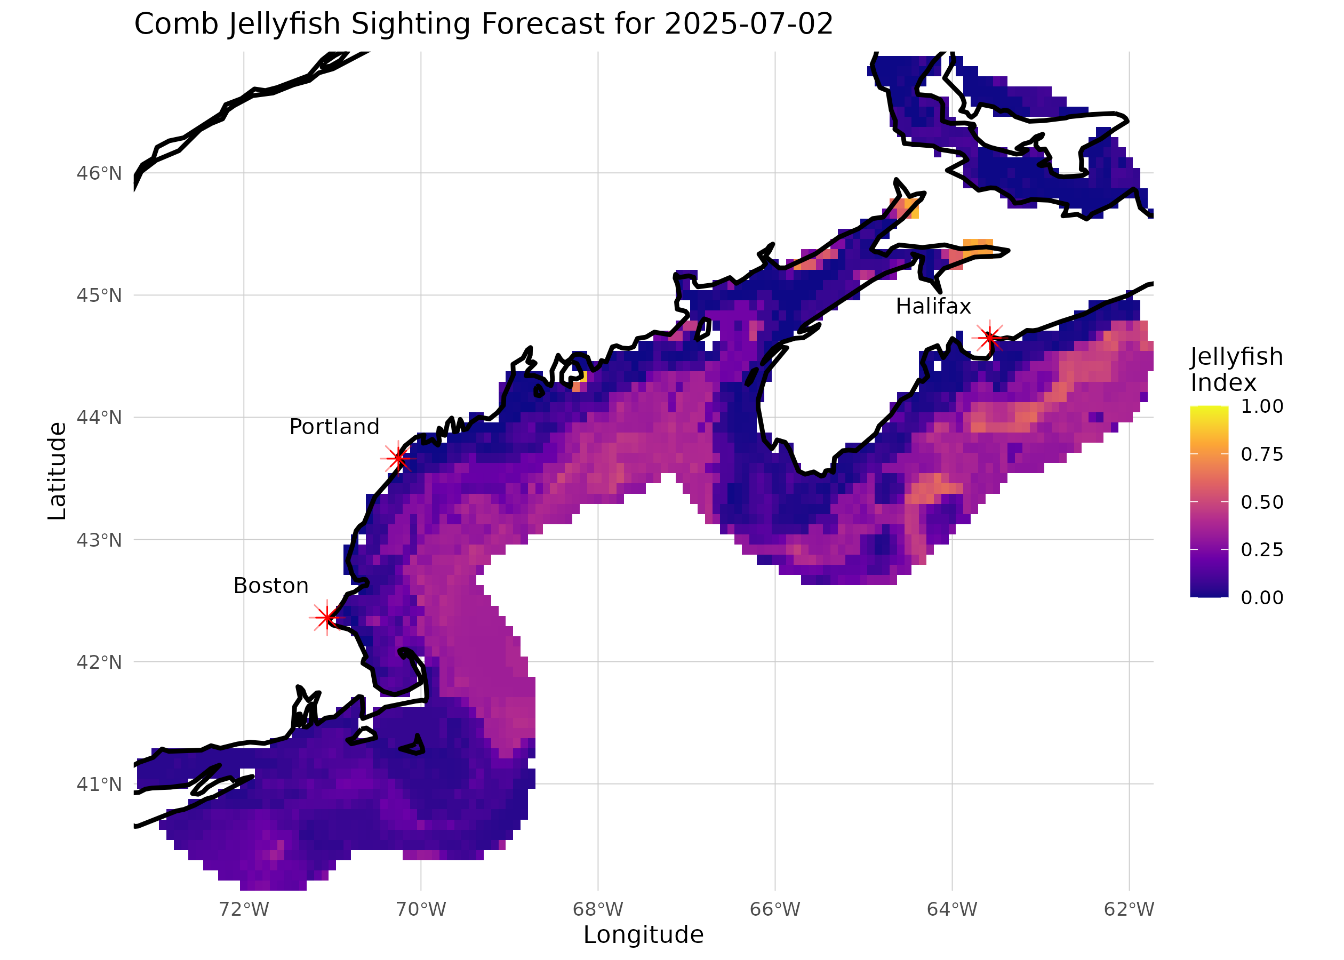 Comb Jellyfish Sighting Forecast for 2025-07-02
46°N
45°N
44°N
43°N
42°N
41°N
Latitude
Halifax
Portland
Boston
72°W
70°W
68°W
66°W
64°W
62°W
Longitude
Jellyfish
Index
1.00
0.75
0.50
0.25
0.00